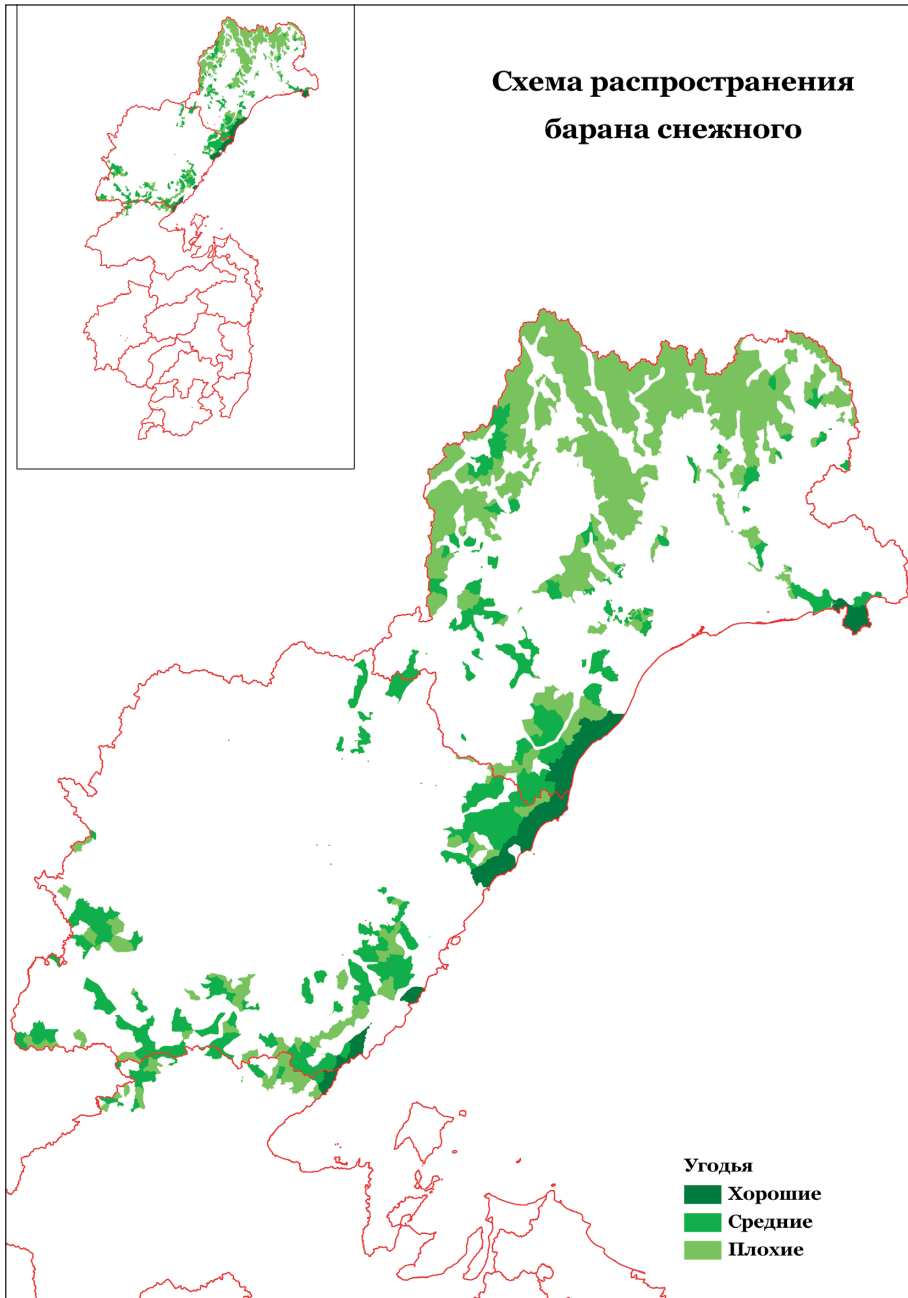 Схема распространения
барана снежного
Угодья
Хорошие
Средние
Плохие